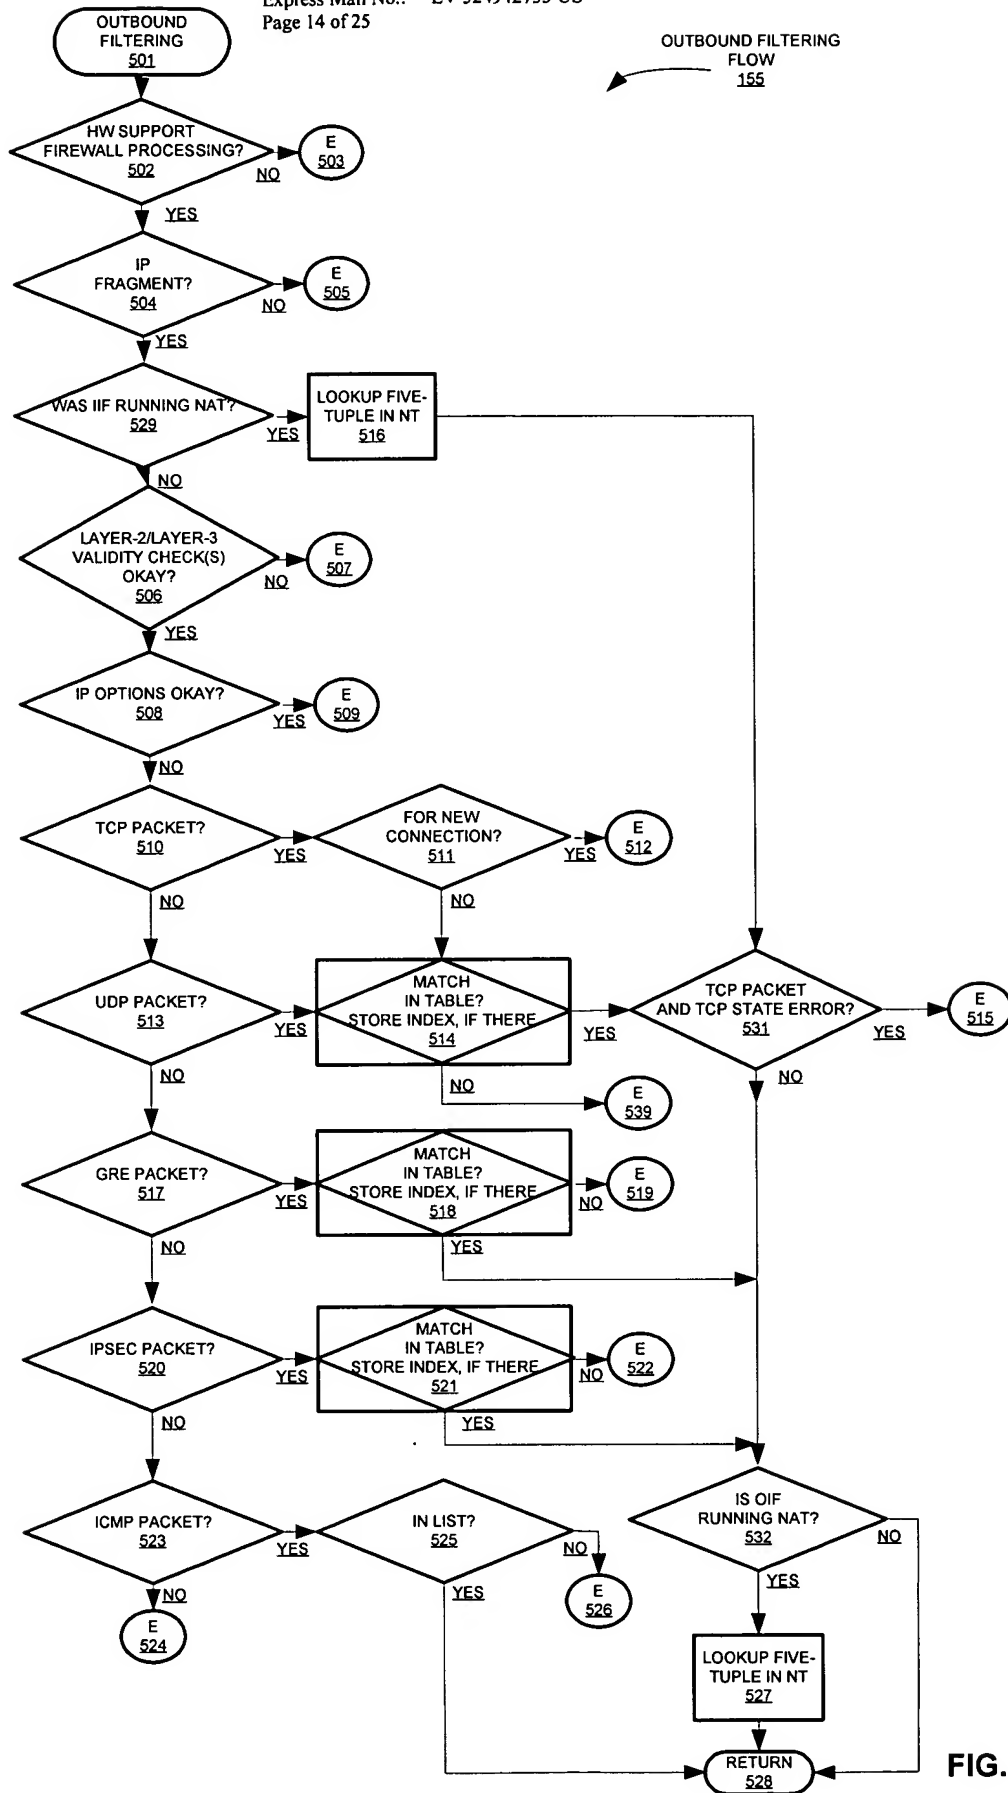 Page 14 of 25
OUTBOUND
FILTERING
501
OUTBOUND FILTERING
FLOW
155
HW SUPPORT
FIREWALL PROCESSING?
502
NO
E
503
YES
IP
FRAGMENT?
504
NO
E
505
YES
WAS IIF RUNNING NAT?
529
YES
LOOKUP FIVE-
TUPLE IN NT
516
NO
LAYER-2/LAYER-3
VALIDITY CHECK(S)
OKAY?
506
NO
E
507
YES
IP OPTIONS OKAY?
508
YES
E
509
NO
TCP PACKET?
510
YES
FOR NEW
CONNECTION?
511
YES
E
512
NO
NO
UDP PACKET?
513
YES
MATCH
IN TABLE?
STORE INDEX, IF THERE
514
YES
TCP PACKET
AND TCP STATE ERROR?
531
YES
E
515
NO
NO
NO
E
539
GRE PACKET?
517
YES
MATCH
IN TABLE?
STORE INDEX, IF THERE
518
NO
E
519
NO
YES
IPSEC PACKET?
520
YES
MATCH
IN TABLE?
STORE INDEX, IF THERE
521
NO
E
522
NO
YES
ICMP PACKET?
523
YES
IN LIST?
525
NO
E
526
IS OIF
RUNNING NAT?
532
NO
NO
E
524
YES
YES
LOOKUP FIVE-
TUPLE IN NT
527
RETURN
528
FIG.